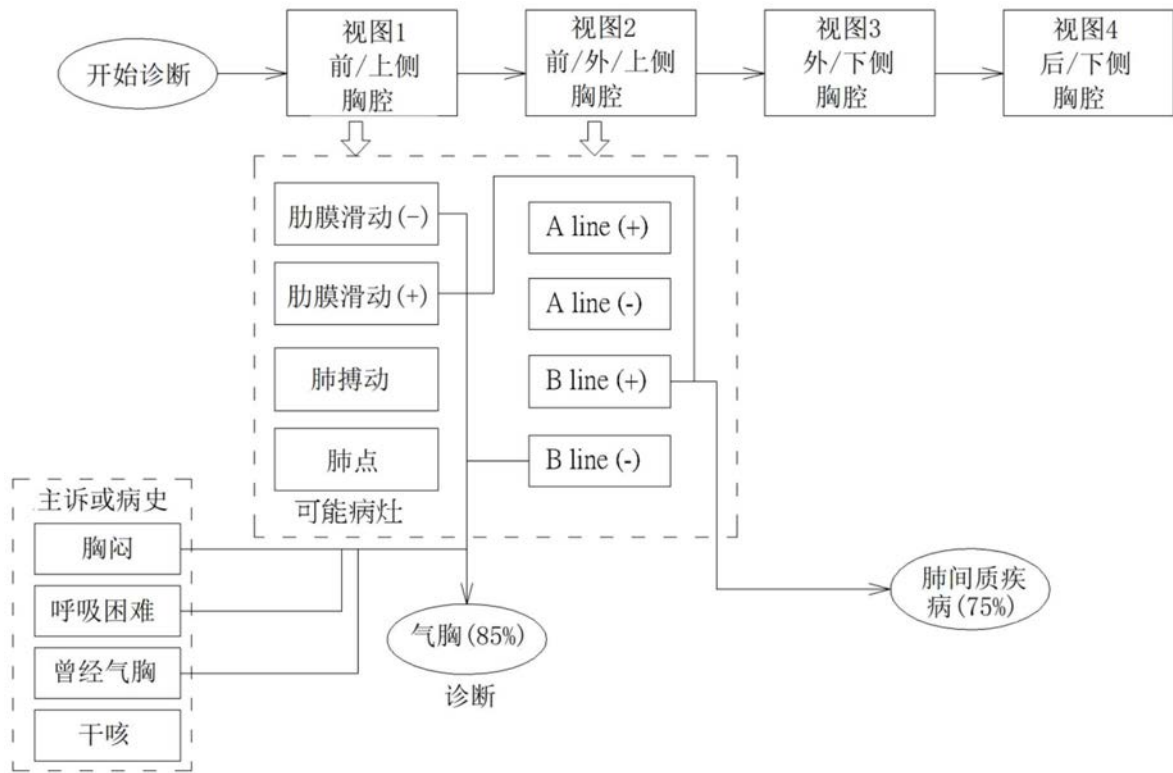 开始诊断
视图1
前/上侧
胸腔
视图2
前/外/上侧
胸腔
视图3
外/下侧
胸腔
视图4
后/下侧
胸腔
肋膜滑动(-)
肋膜滑动(+)
肺搏动
肺点
可能病灶
A line (+)
A line (-)
B line (+)
B line (-)
主诉或病史
胸闷
呼吸困难
曾经气胸
干咳
气胸(85%)
诊断
肺间质疾
病(75%)